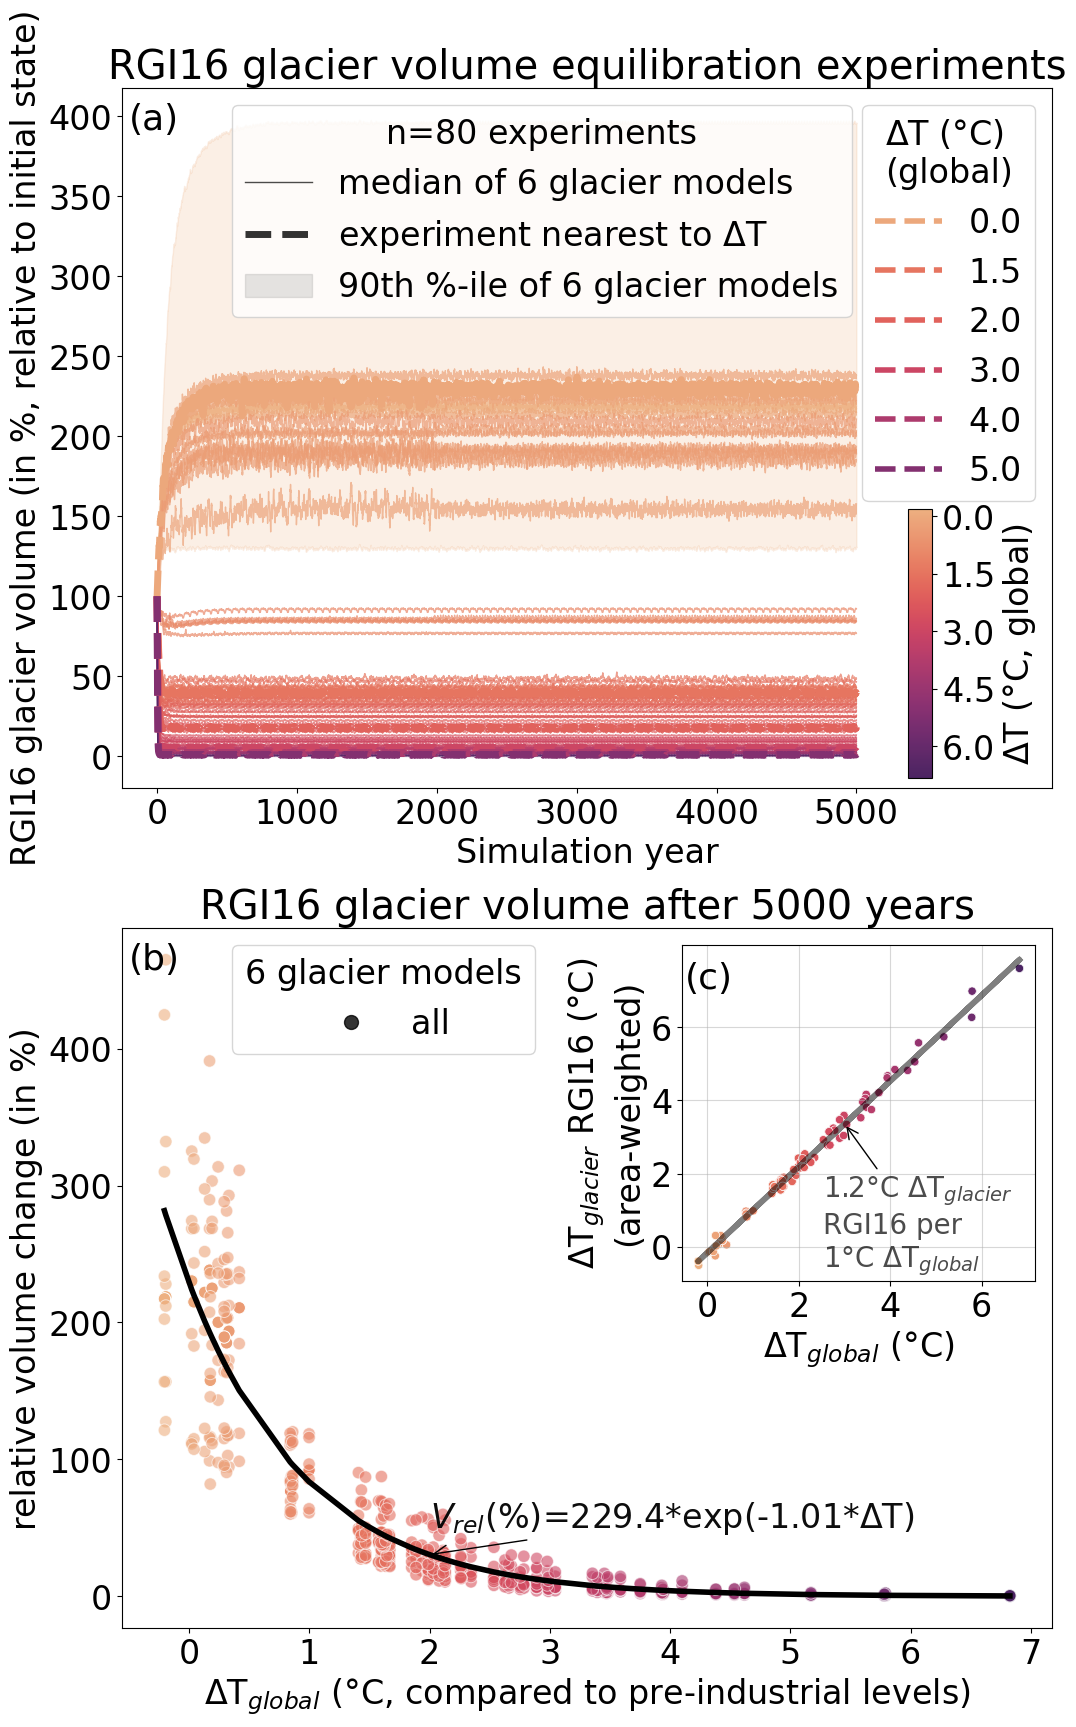 RGI16 glacier volume equilibration experiments
(a)
RGI16 glacier volume (in %, relative to initial state)
400
350
300
250
200
150
100
50
0
n=80 experiments
median of 6 glacier models
experiment nearest to ΔT
90th %-ile of 6 glacier models
ΔT (°C)
(global)
0.0
1.5
2.0
3.0
4.0
5.0
0.0
1.5
3.0
4.5
6.0
ΔT (°C, global)
0 1000 2000 3000 4000 5000
Simulation year
RGI16 glacier volume after 5000 years
(b)
relative volume change (in %)
400
300
200
100
0
6 glacier models
all
V_rel(%)=229.4*exp(-1.01*ΔT)
0 1 2 3 4 5 6 7
ΔT_global (°C, compared to pre-industrial levels)
(c)
ΔT_glacier RGI16 (°C)
(area-weighted)
6
4
2
0
1.2°C ΔT_glacier
RGI16 per
1°C ΔT_global
0 2 4 6
ΔT_global (°C)